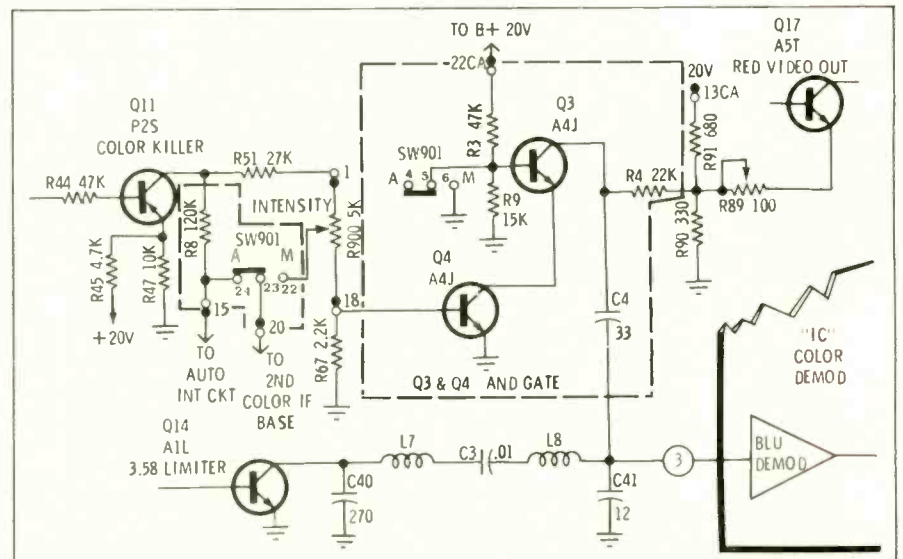 TO B+ 20V
22CA
Q17
A5T
RED VIDEO OUT
20V
13CA
Q11
P2S
COLOR KILLER
Q3
A4J
R3 47K
R91 680
R44 47K
R51 27K
1
SW901
A 4 5 6 M
R4 22K
R89 100
R9
15K
R90 330
INTENSITY
R8 120K
R900 5K
SW901
A M
24 23 22
R45 4.7K
R47 10K
+20V
15
20
18
Q4
A4J
C4
33
R67 2.2K
TO
AUTO
INT CKT
TO
2ND
COLOR IF
BASE
Q3 & Q4 AND GATE
"IC"
COLOR
DEMOD
Q14
A1L
3.58 LIMITER
L7
C3 .01
L8
3
BLU
DEMOD
C40
270
C41
12